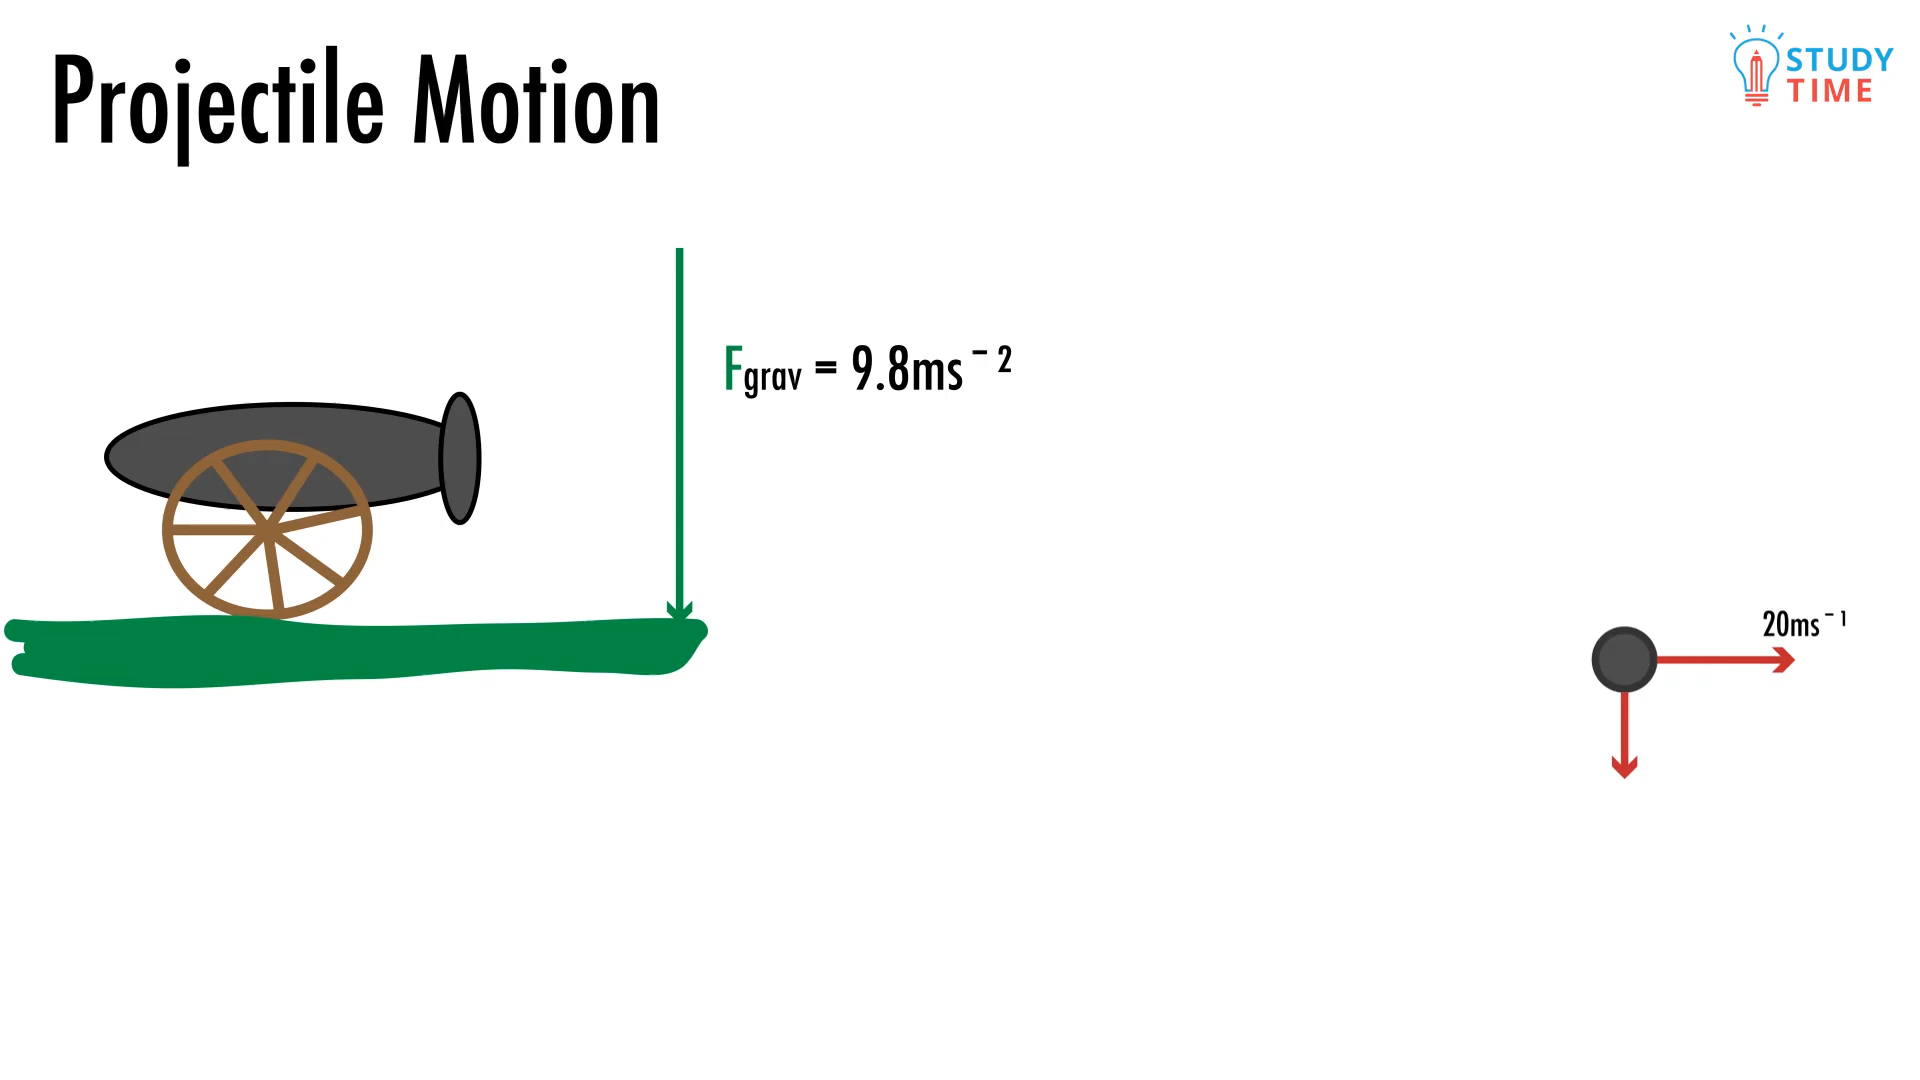 Projectile Motion
STUDY
TIME
Fgrav = 9.8ms⁻²
20ms⁻¹